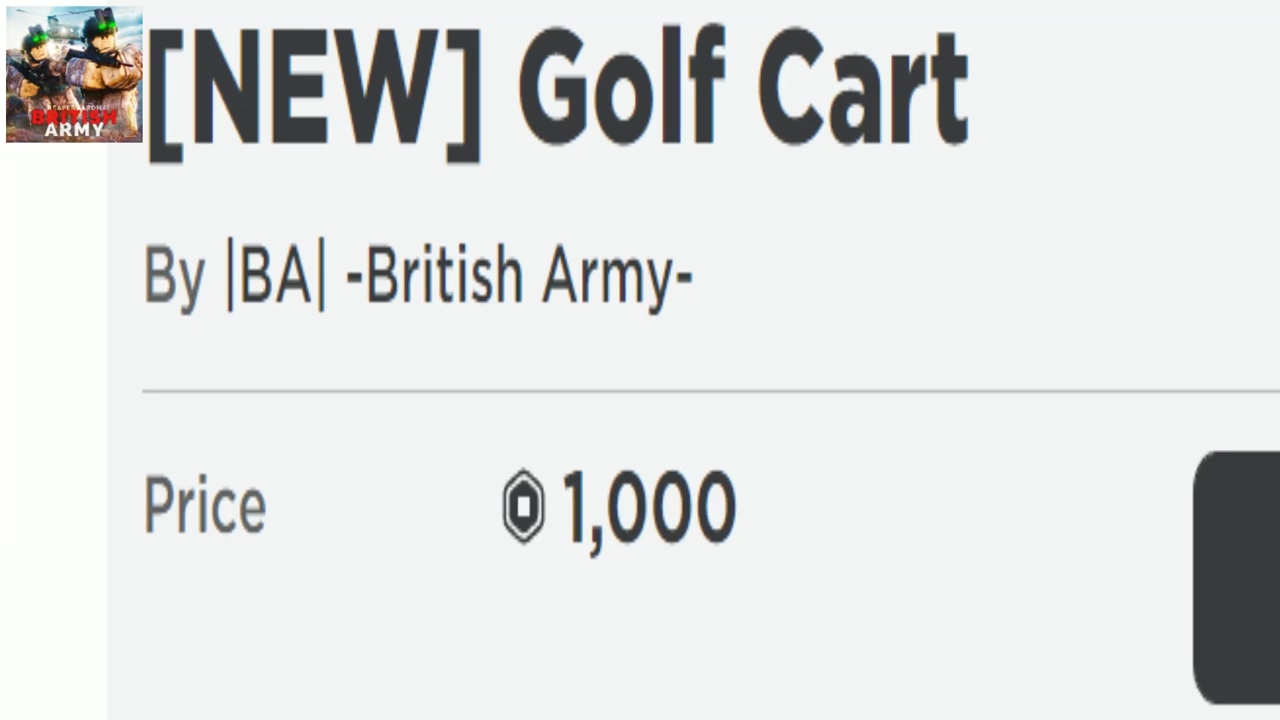 [NEW] Golf Cart
BRITISH
ARMY
By |BA| -British Army-
Price 1,000